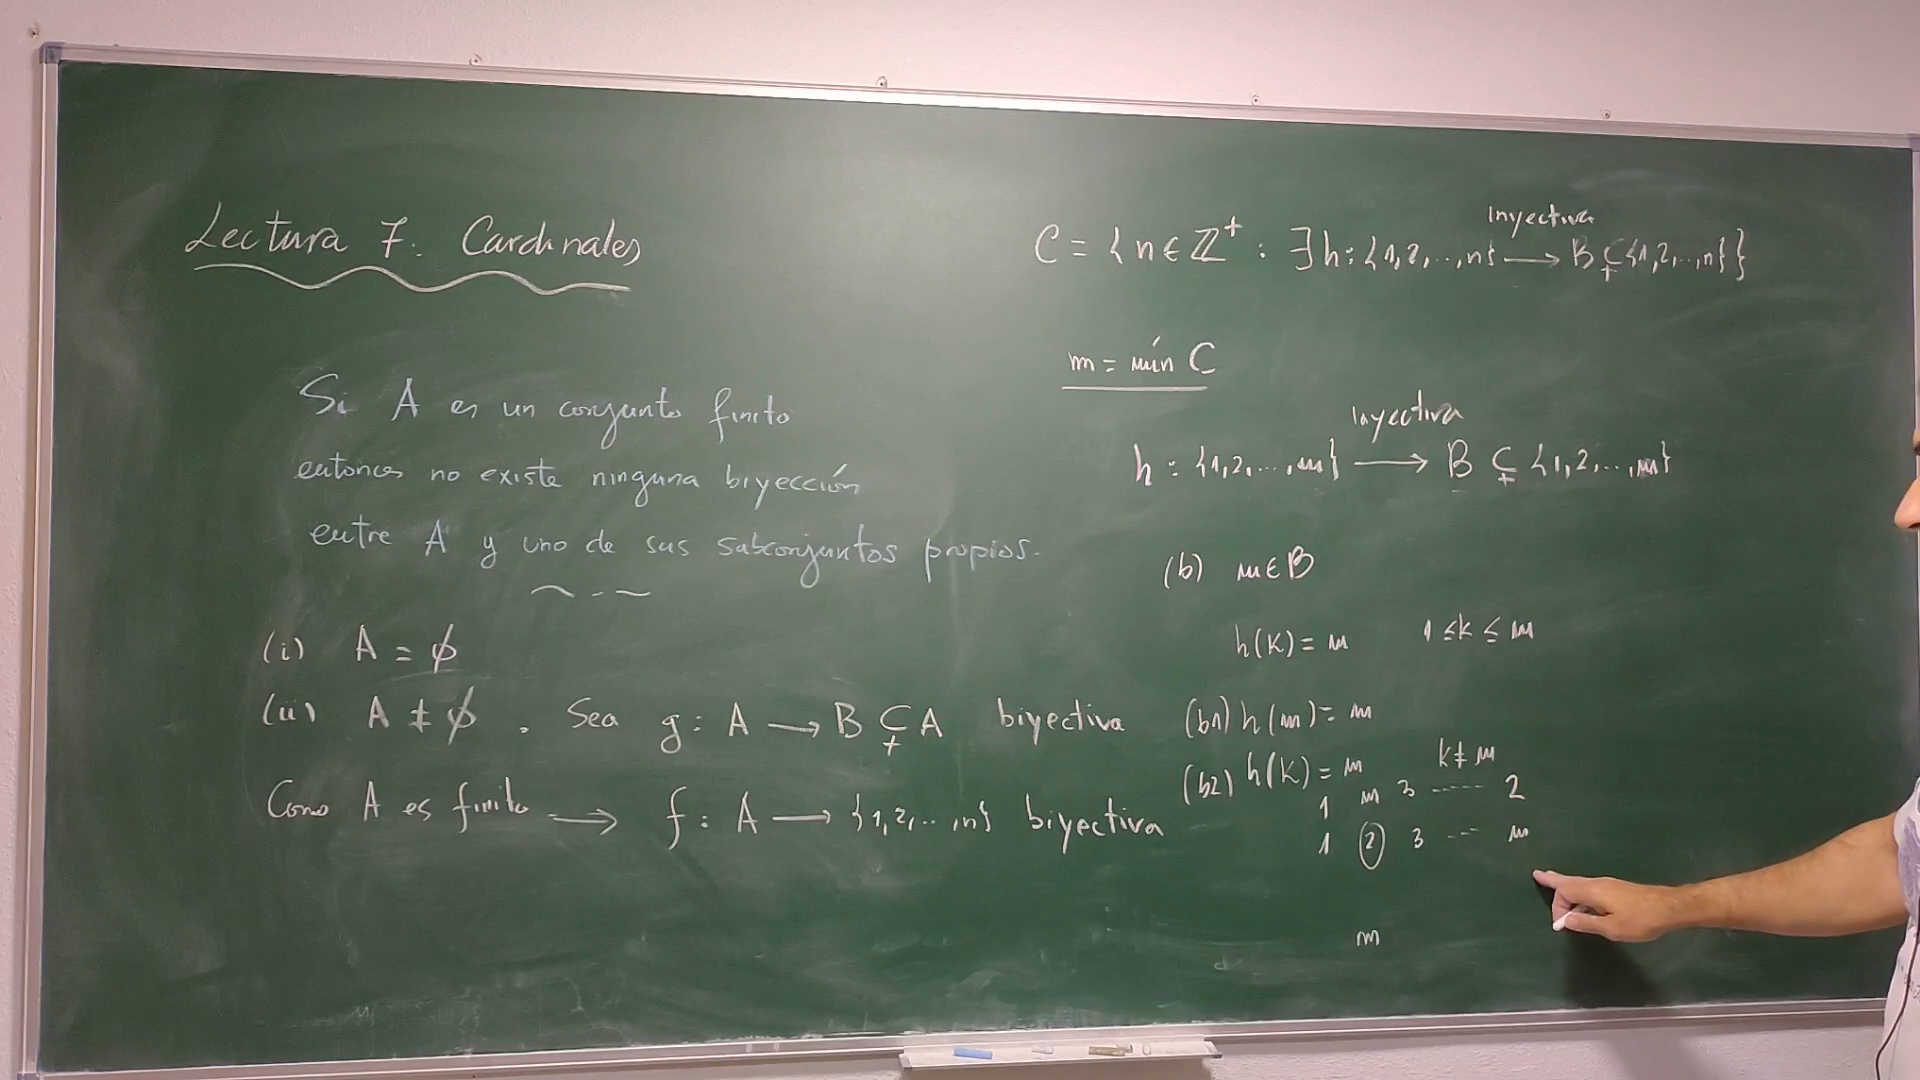 Lectura 7: Cardinales
Si A es un conjunto finito
entonces no existe ninguna biyección
entre A y uno de sus subconjuntos propios.
(i) A = ∅
(ii) A ≠ ∅ . Sea g: A ⟶ B ⊊ A biyectiva
Como A es finito ⟹ f: A ⟶ {1,2,..,n} biyectiva
inyectiva
C = { n ∈ ℤ⁺ : ∃ h: {1,2,..,n} ⟶ B ⊊ {1,2,..,n} }
m = mín C
inyectiva
h : {1,2,...,m} ⟶ B ⊊ {1,2,...,m}
(b) m ∈ B
h(k) = m 1 ≤ k ≤ m
(b1) h(m) = m
(b2) h(k) = m k ≠ m
1 m 3 ----- 2
1 2 3 --- m
m